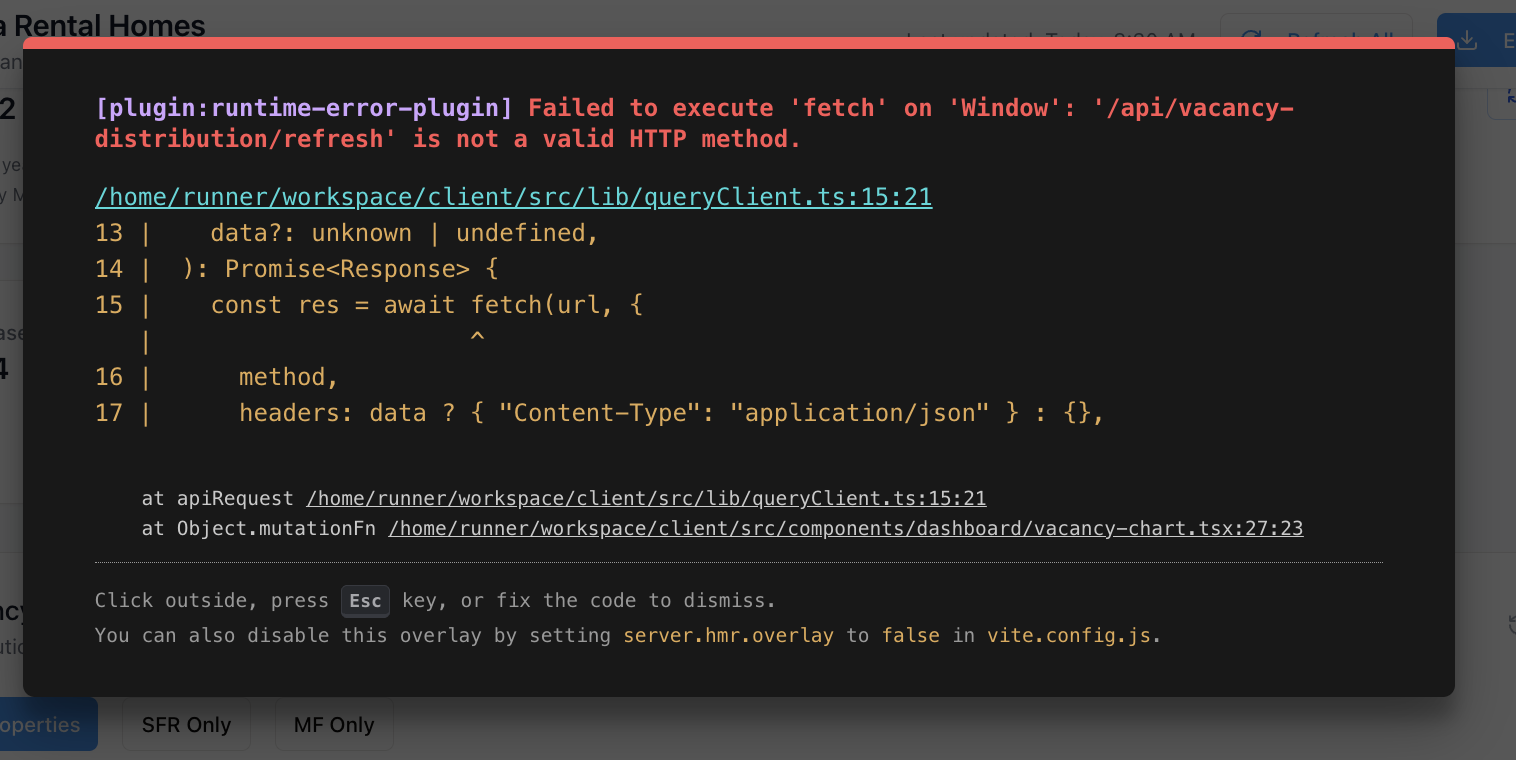 a Rental Homes
[plugin:runtime-error-plugin] Failed to execute 'fetch' on 'Window': '/api/vacancy-
distribution/refresh' is not a valid HTTP method.
/home/runner/workspace/client/src/lib/queryClient.ts:15:21
13 |    data?: unknown | undefined,
14 |  ): Promise<Response> {
15 |    const res = await fetch(url, {
   |                      ^
16 |      method,
17 |      headers: data ? { "Content-Type": "application/json" } : {},
at apiRequest /home/runner/workspace/client/src/lib/queryClient.ts:15:21
at Object.mutationFn /home/runner/workspace/client/src/components/dashboard/vacancy-chart.tsx:27:23
Click outside, press Esc key, or fix the code to dismiss.
You can also disable this overlay by setting server.hmr.overlay to false in vite.config.js.
operties SFR Only MF Only